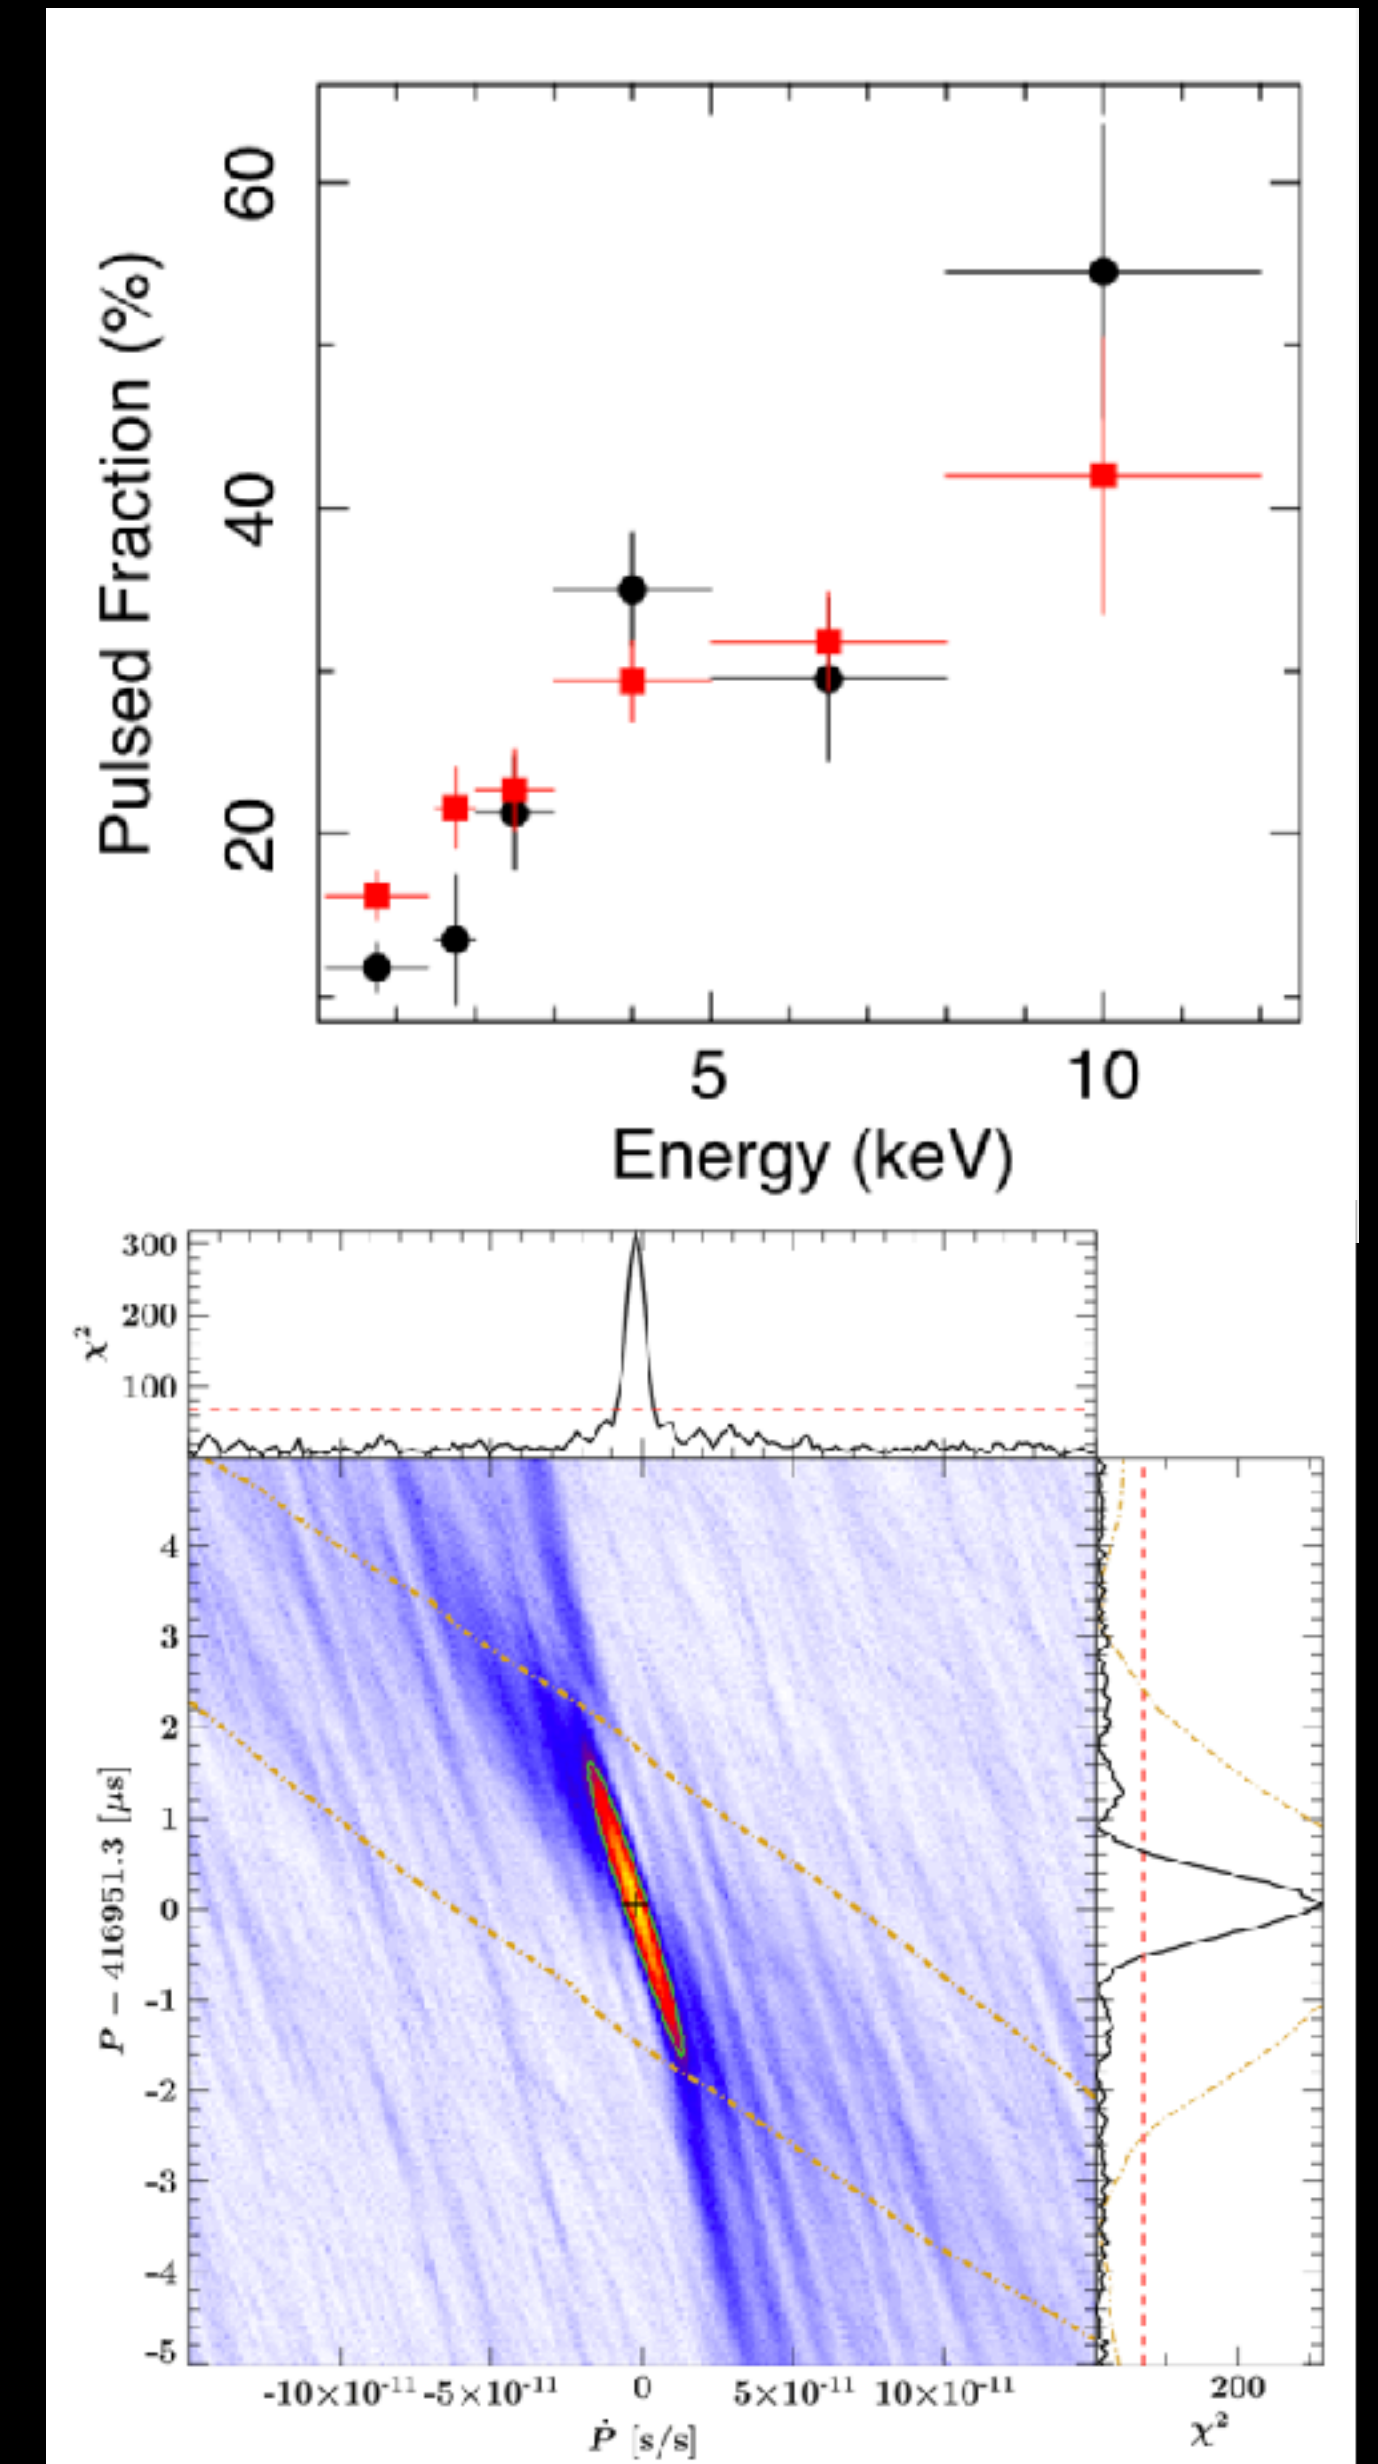 60
40
20
Pulsed Fraction (%)
5 10
Energy (keV)
300
200
100
χ²
4
3
2
1
0
-1
-2
-3
-4
-5
P − 416951.3 [μs]
-10×10⁻¹¹ -5×10⁻¹¹ 0 5×10⁻¹¹ 10×10⁻¹¹ 200
Ṗ [s/s] χ²